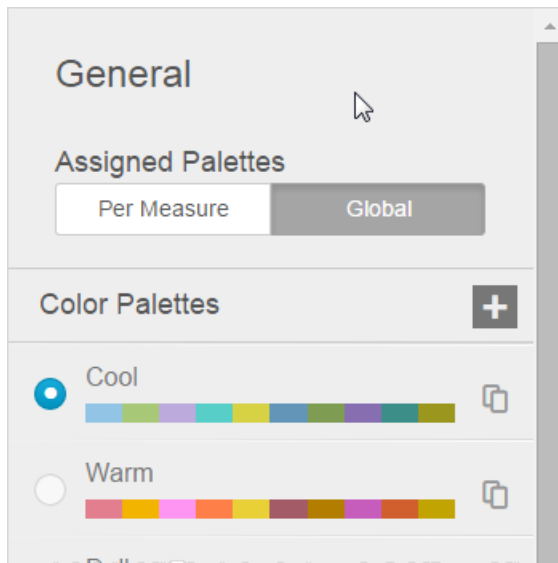 General
Assigned Palettes
Per Measure Global
Color Palettes
Cool
Warm